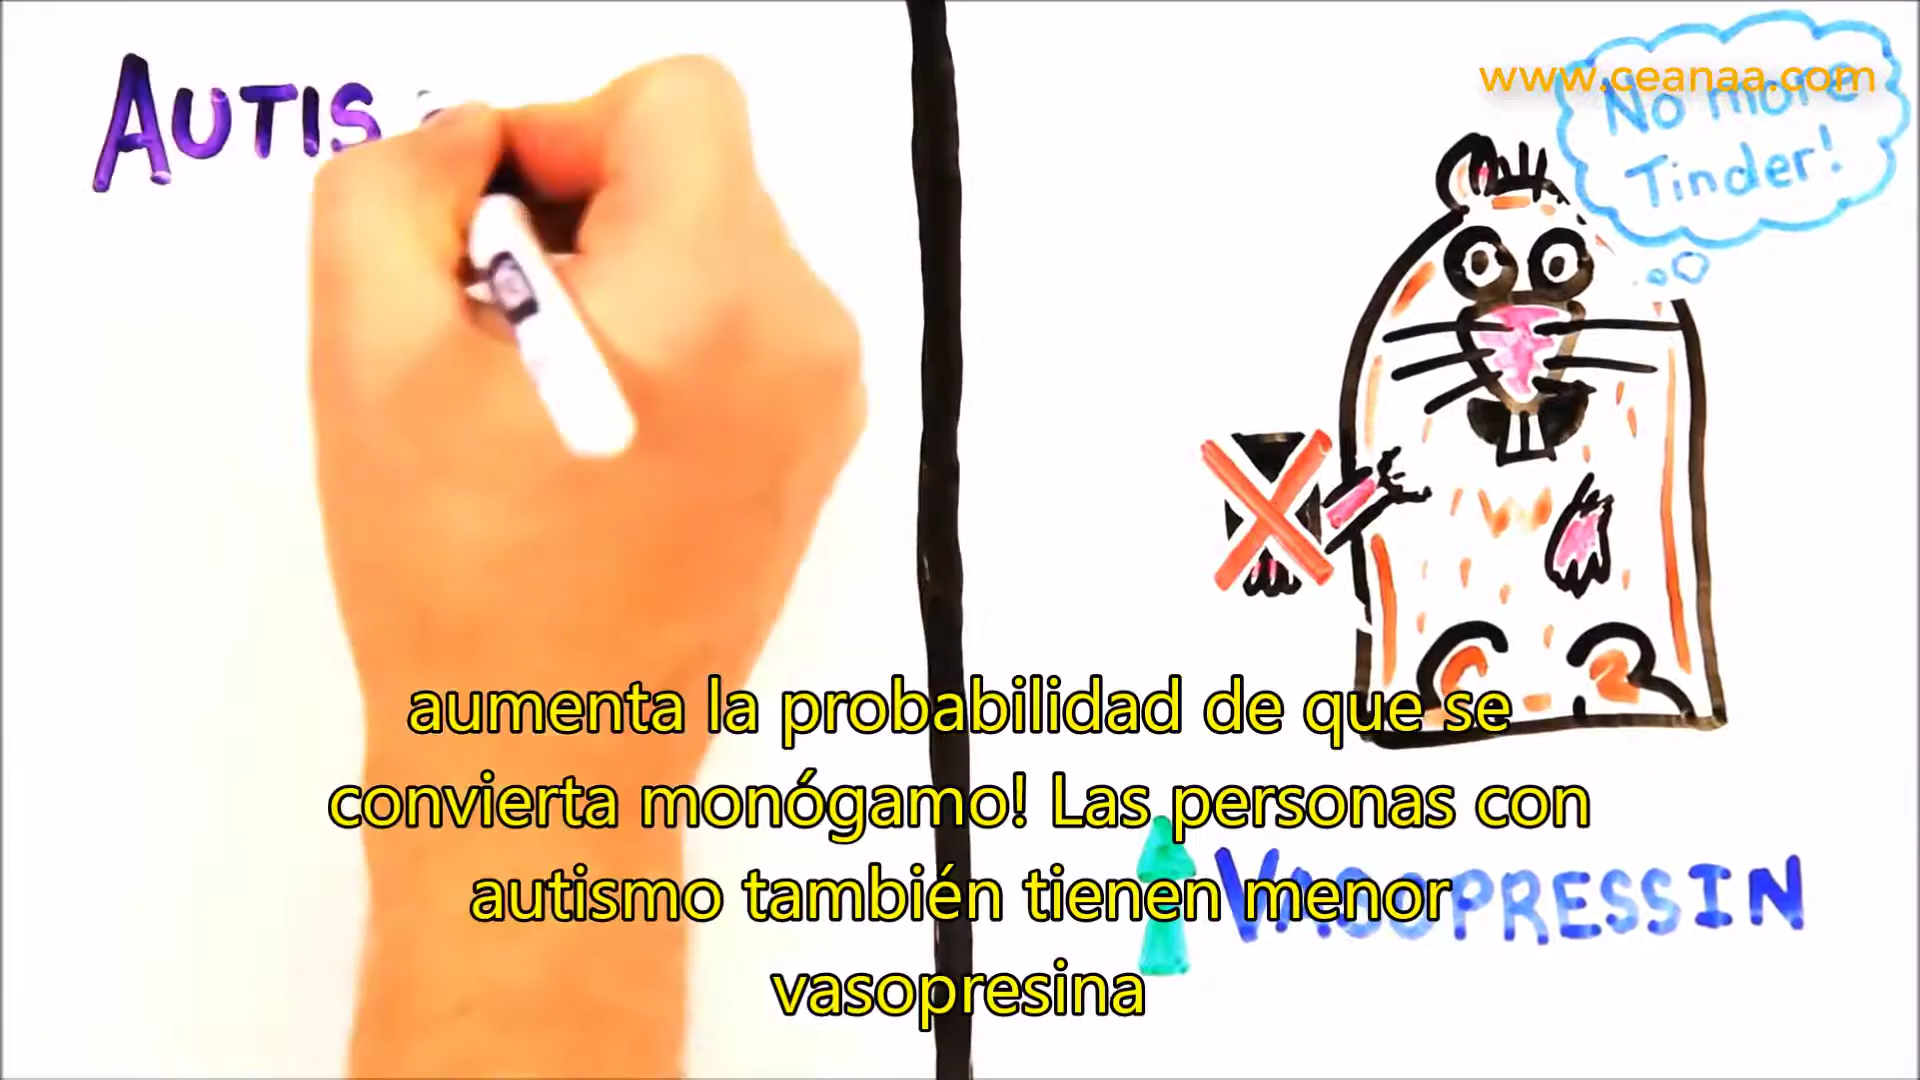 www.ceanaa.com
AUTIS
No more
Tinder!
aumenta la probabilidad de que se
convierta monógamo! Las personas con
autismo también tienen menor
vasopresina
VASOPRESSIN